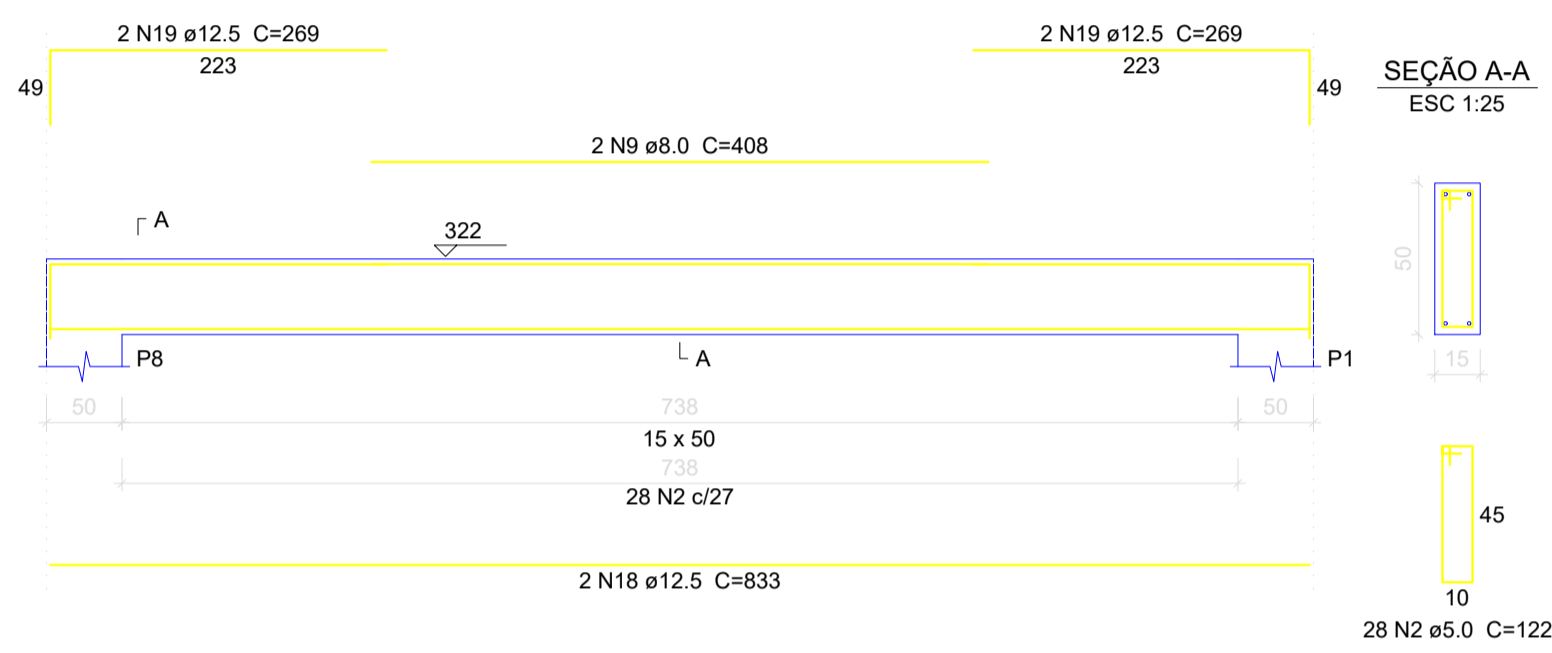 2 N19 ø12.5 C=269
223
49
2 N19 ø12.5 C=269
223
49
SEÇÃO A-A
ESC 1:25
2 N9 ø8.0 C=408
A
322
50
P8
A
P1
15
50
738
50
15 x 50
738
28 N2 c/27
45
2 N18 ø12.5 C=833
10
28 N2 ø5.0 C=122